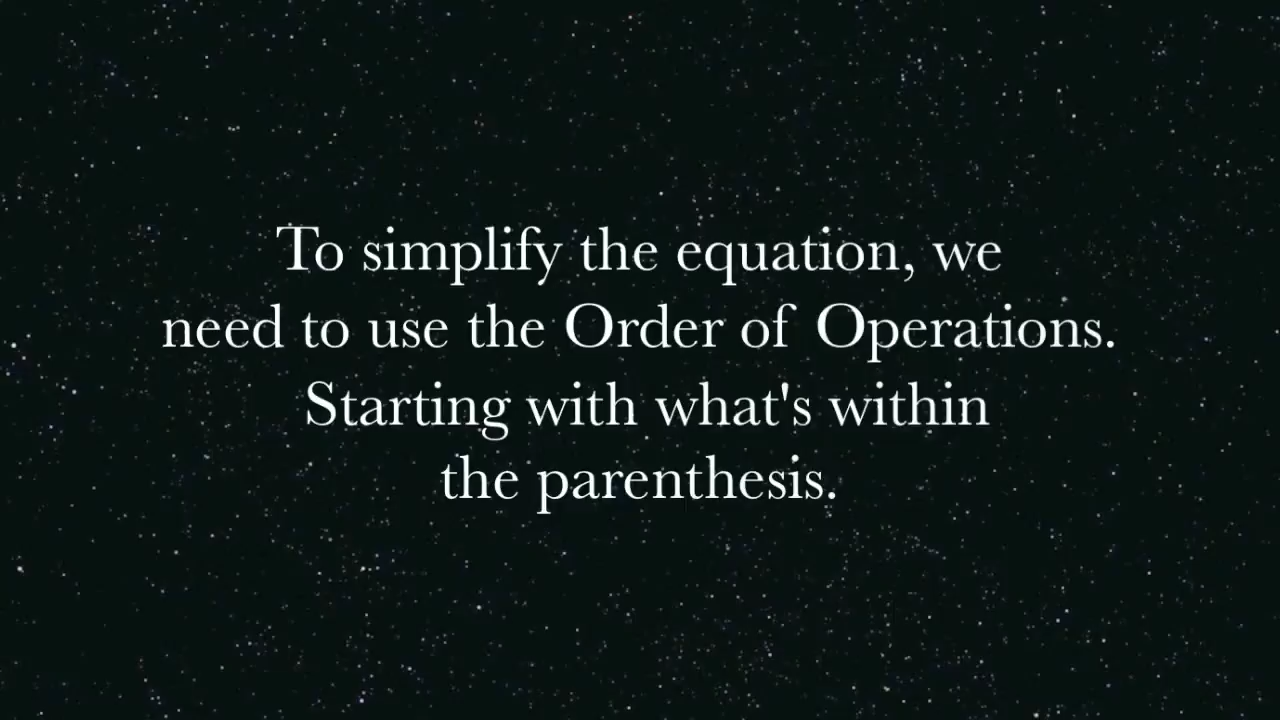 To simplify the equation, we
need to use the Order of Operations.
Starting with what's within
the parenthesis.